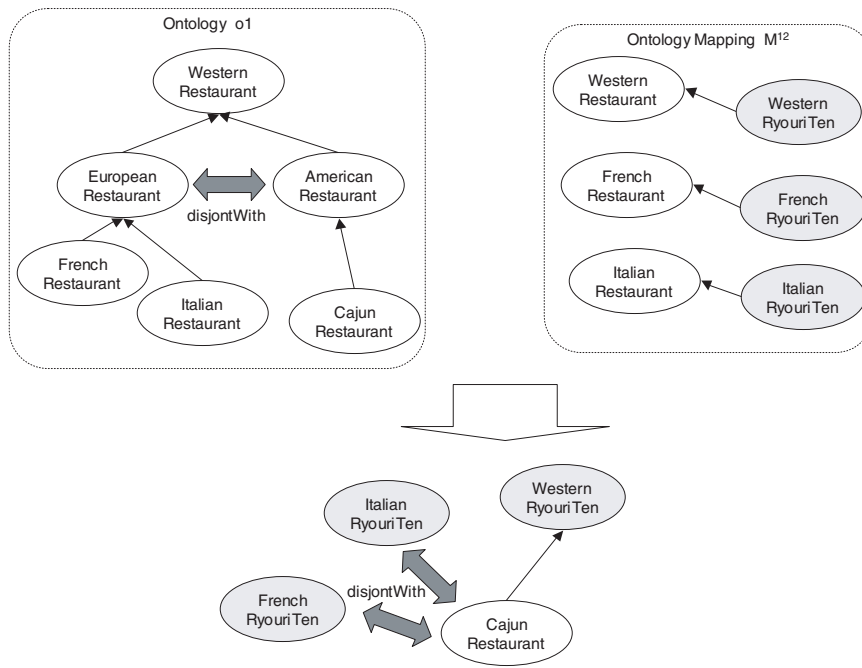 Ontology o1
Western
Restaurant
European
Restaurant
American
Restaurant
disjontWith
French
Restaurant
Italian
Restaurant
Cajun
Restaurant
Ontology Mapping M¹²
Western
Restaurant
Western
RyouriTen
French
Restaurant
French
RyouriTen
Italian
Restaurant
Italian
RyouriTen
Italian
RyouriTen
Western
RyouriTen
disjontWith
French
RyouriTen
Cajun
Restaurant